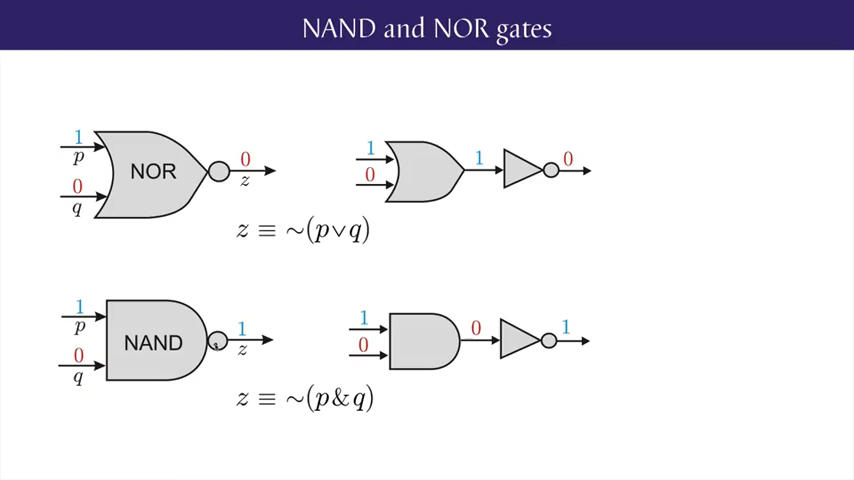 NAND and NOR gates
1
p
NOR
0
z
0
q
1
0
1
0
z ≡ ∼(p∨q)
1
p
NAND
1
z
0
q
1
0
0
1
z ≡ ∼(p&q)